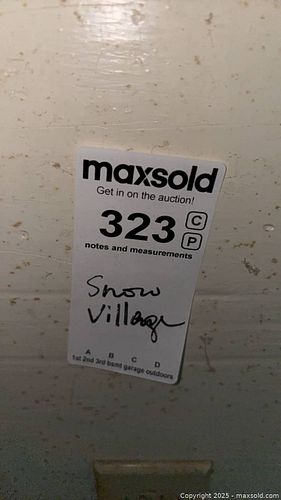 maxsold
Get in on the auction!
323 C
P
notes and measurements
Snow
Village
A B C D
1st 2nd 3rd bsmt garage outdoors
Copyright © 2025 - maxsold.com